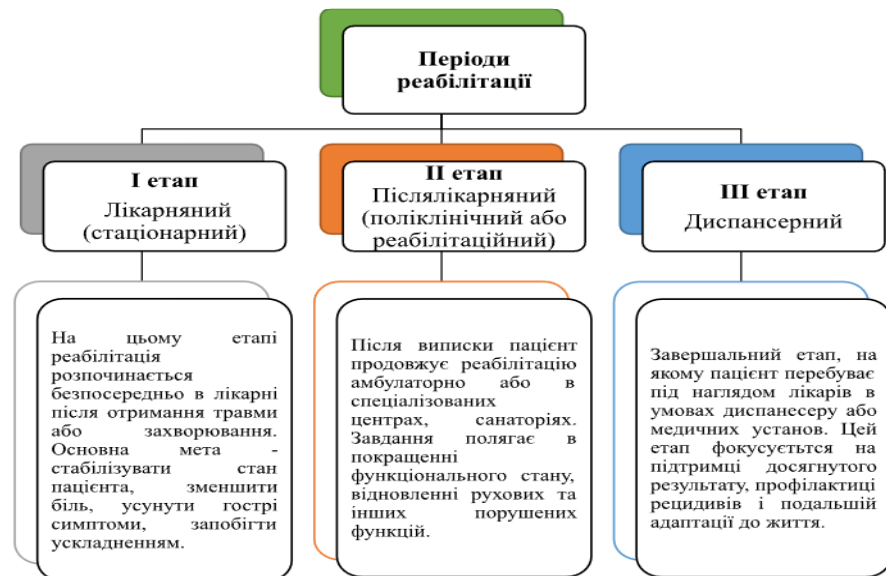 Періоди
реабілітації
І етап
Лікарняний
(стаціонарний)
ІІ етап
Післялікарняний
(поліклінічний або
реабілітаційний)
ІІІ етап
Диспансерний
На цьому етапі
реабілітація
розпочинається
безпосередньо в лікарні
після отримання травми
або захворювання.
Основна мета -
стабілізувати стан
пацієнта, зменшити
біль, усунути гострі
симптоми, запобігти
ускладненням.
Після виписки пацієнт
продовжує реабілітацію
амбулаторно або в
спеціалізованих
центрах, санаторіях.
Завдання полягає в
покращенні
функціонального стану,
відновленні рухових та
інших порушених
функцій.
Завершальний етап, на
якому пацієнт перебуває
під наглядом лікарів в
умовах диспанесеру або
медичних установ. Цей
етап фокусуєтьтся на
підтримці досягнутого
результату, профілактиці
рецидивів і подальшій
адаптації до життя.